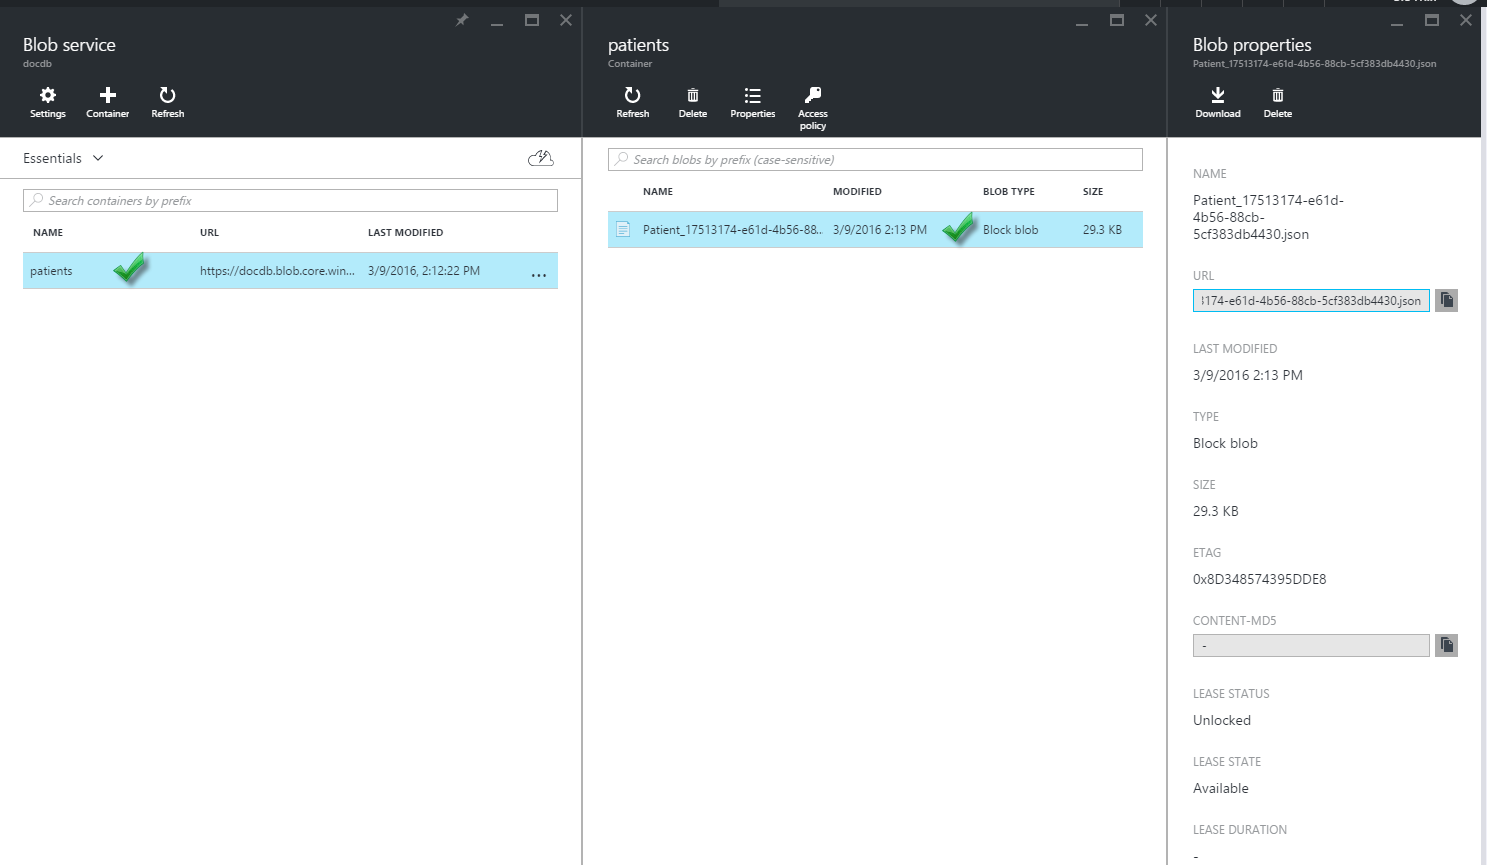 Blob service
docdb
Settings
Container
Refresh
Essentials
Search containers by prefix
NAME URL LAST MODIFIED
patients https://docdb.blob.core.win... 3/9/2016, 2:12:22 PM ...
patients
Container
Refresh
Delete
Properties
Access
policy
Search blobs by prefix (case-sensitive)
NAME MODIFIED BLOB TYPE SIZE
Patient_17513174-e61d-4b56-88... 3/9/2016 2:13 PM Block blob 29.3 KB
Blob properties
Patient_17513174-e61d-4b56-88cb-5cf383db4430.json
Download
Delete
NAME
Patient_17513174-e61d-
4b56-88cb-
5cf383db4430.json
URL
3174-e61d-4b56-88cb-5cf383db4430.json
LAST MODIFIED
3/9/2016 2:13 PM
TYPE
Block blob
SIZE
29.3 KB
ETAG
0x8D348574395DDE8
CONTENT-MD5
-
LEASE STATUS
Unlocked
LEASE STATE
Available
LEASE DURATION
-